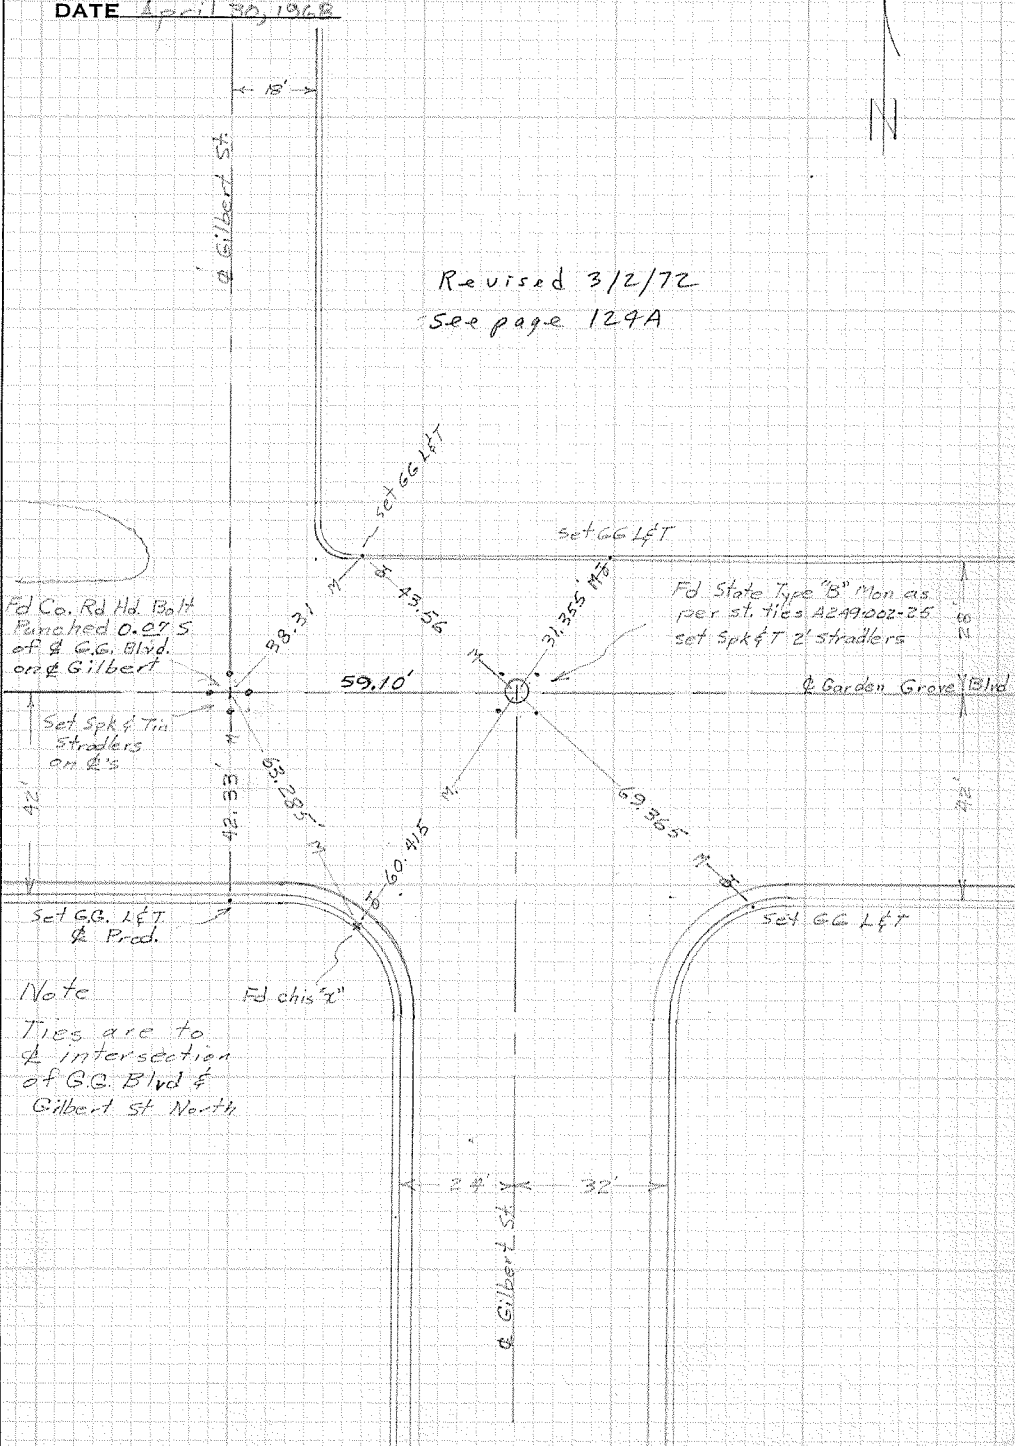 DATE April 30, 1968
18'
℄ Gilbert St.
N
Revised 3/2/72
See page 124A
set GG L&T
Set GG L&T
Fd Co. Rd Hd. Bolt
Punched 0.07 S
of ℄ G.G. Blvd.
on ℄ Gilbert
38.31 M
43.56
M
31.355' M
Fd State Type "B" Mon as
per st. ties A249-002-25
set Spk & T 2' stradlers
28'
59.10'
℄ Garden Grove Blvd
Set Spk & Tin
Stradlers
on ℄'s
42'
42.33' M
63.285' M
60.415 M
69.365 M
42'
Set G.G. L&T
℄ Prod.
Set GG L&T
Fd chis "x"
Note
Ties are to
℄ intersection
of G.G. Blvd &
Gilbert St North
24'
32'
℄ Gilbert St